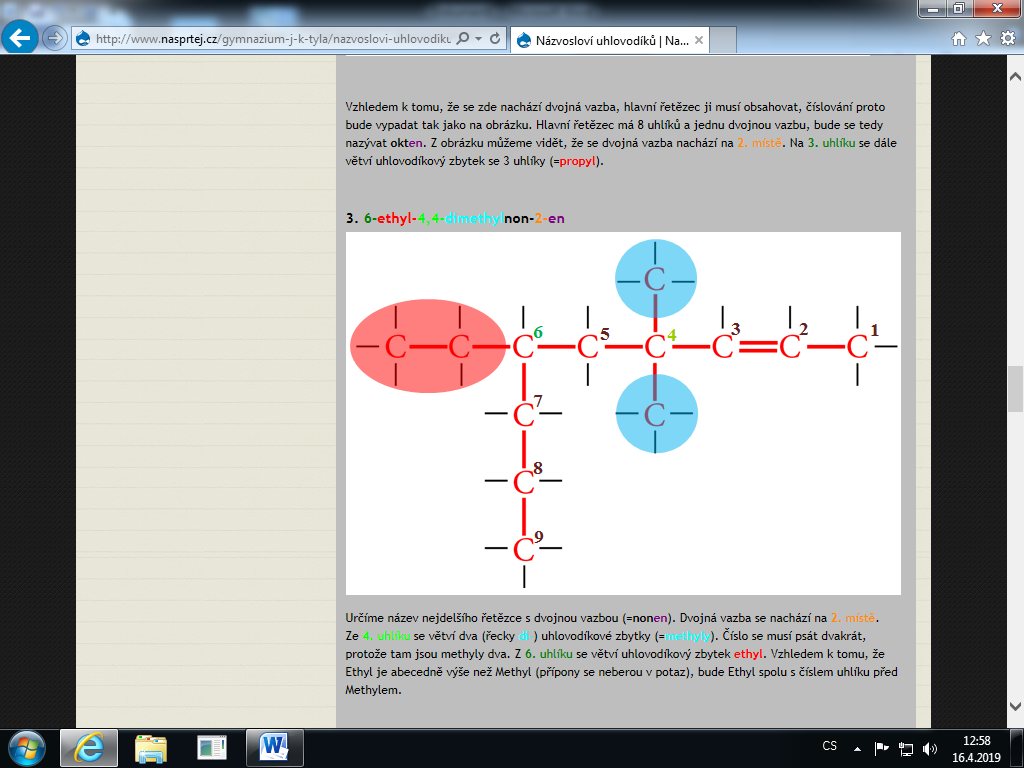 http://www.nasprtej.cz/gymnazium-j-k-tyla/nazvoslovi-uhlovodiku
Názvosloví uhlovodíků | Na...
Vzhledem k tomu, že se zde nachází dvojná vazba, hlavní řetězec ji musí obsahovat, číslování proto
bude vypadat tak jako na obrázku. Hlavní řetězec má 8 uhlíků a jednu dvojnou vazbu, bude se tedy
nazývat okten. Z obrázku můžeme vidět, že se dvojná vazba nachází na 2. místě. Na 3. uhlíku se dále
větví uhlovodíkový zbytek se 3 uhlíky (=propyl).
3. 6-ethyl-4,4-dimethylnon-2-en
C
C C C 6 C 5 C 4 C 3 C 2 C 1
C 7 C
C 8
C 9
Určíme název nejdelšího řetězce s dvojnou vazbou (=nonen). Dvojná vazba se nachází na 2. místě.
Ze 4. uhlíku se větví dva (řecky di-) uhlovodíkové zbytky (=methyly). Číslo se musí psát dvakrát,
protože tam jsou methyly dva. Z 6. uhlíku se větví uhlovodíkový zbytek ethyl. Vzhledem k tomu, že
Ethyl je abecedně výše než Methyl (přípony se neberou v potaz), bude Ethyl spolu s číslem uhlíku před
Methylem.
CS
12:58
16.4.2019